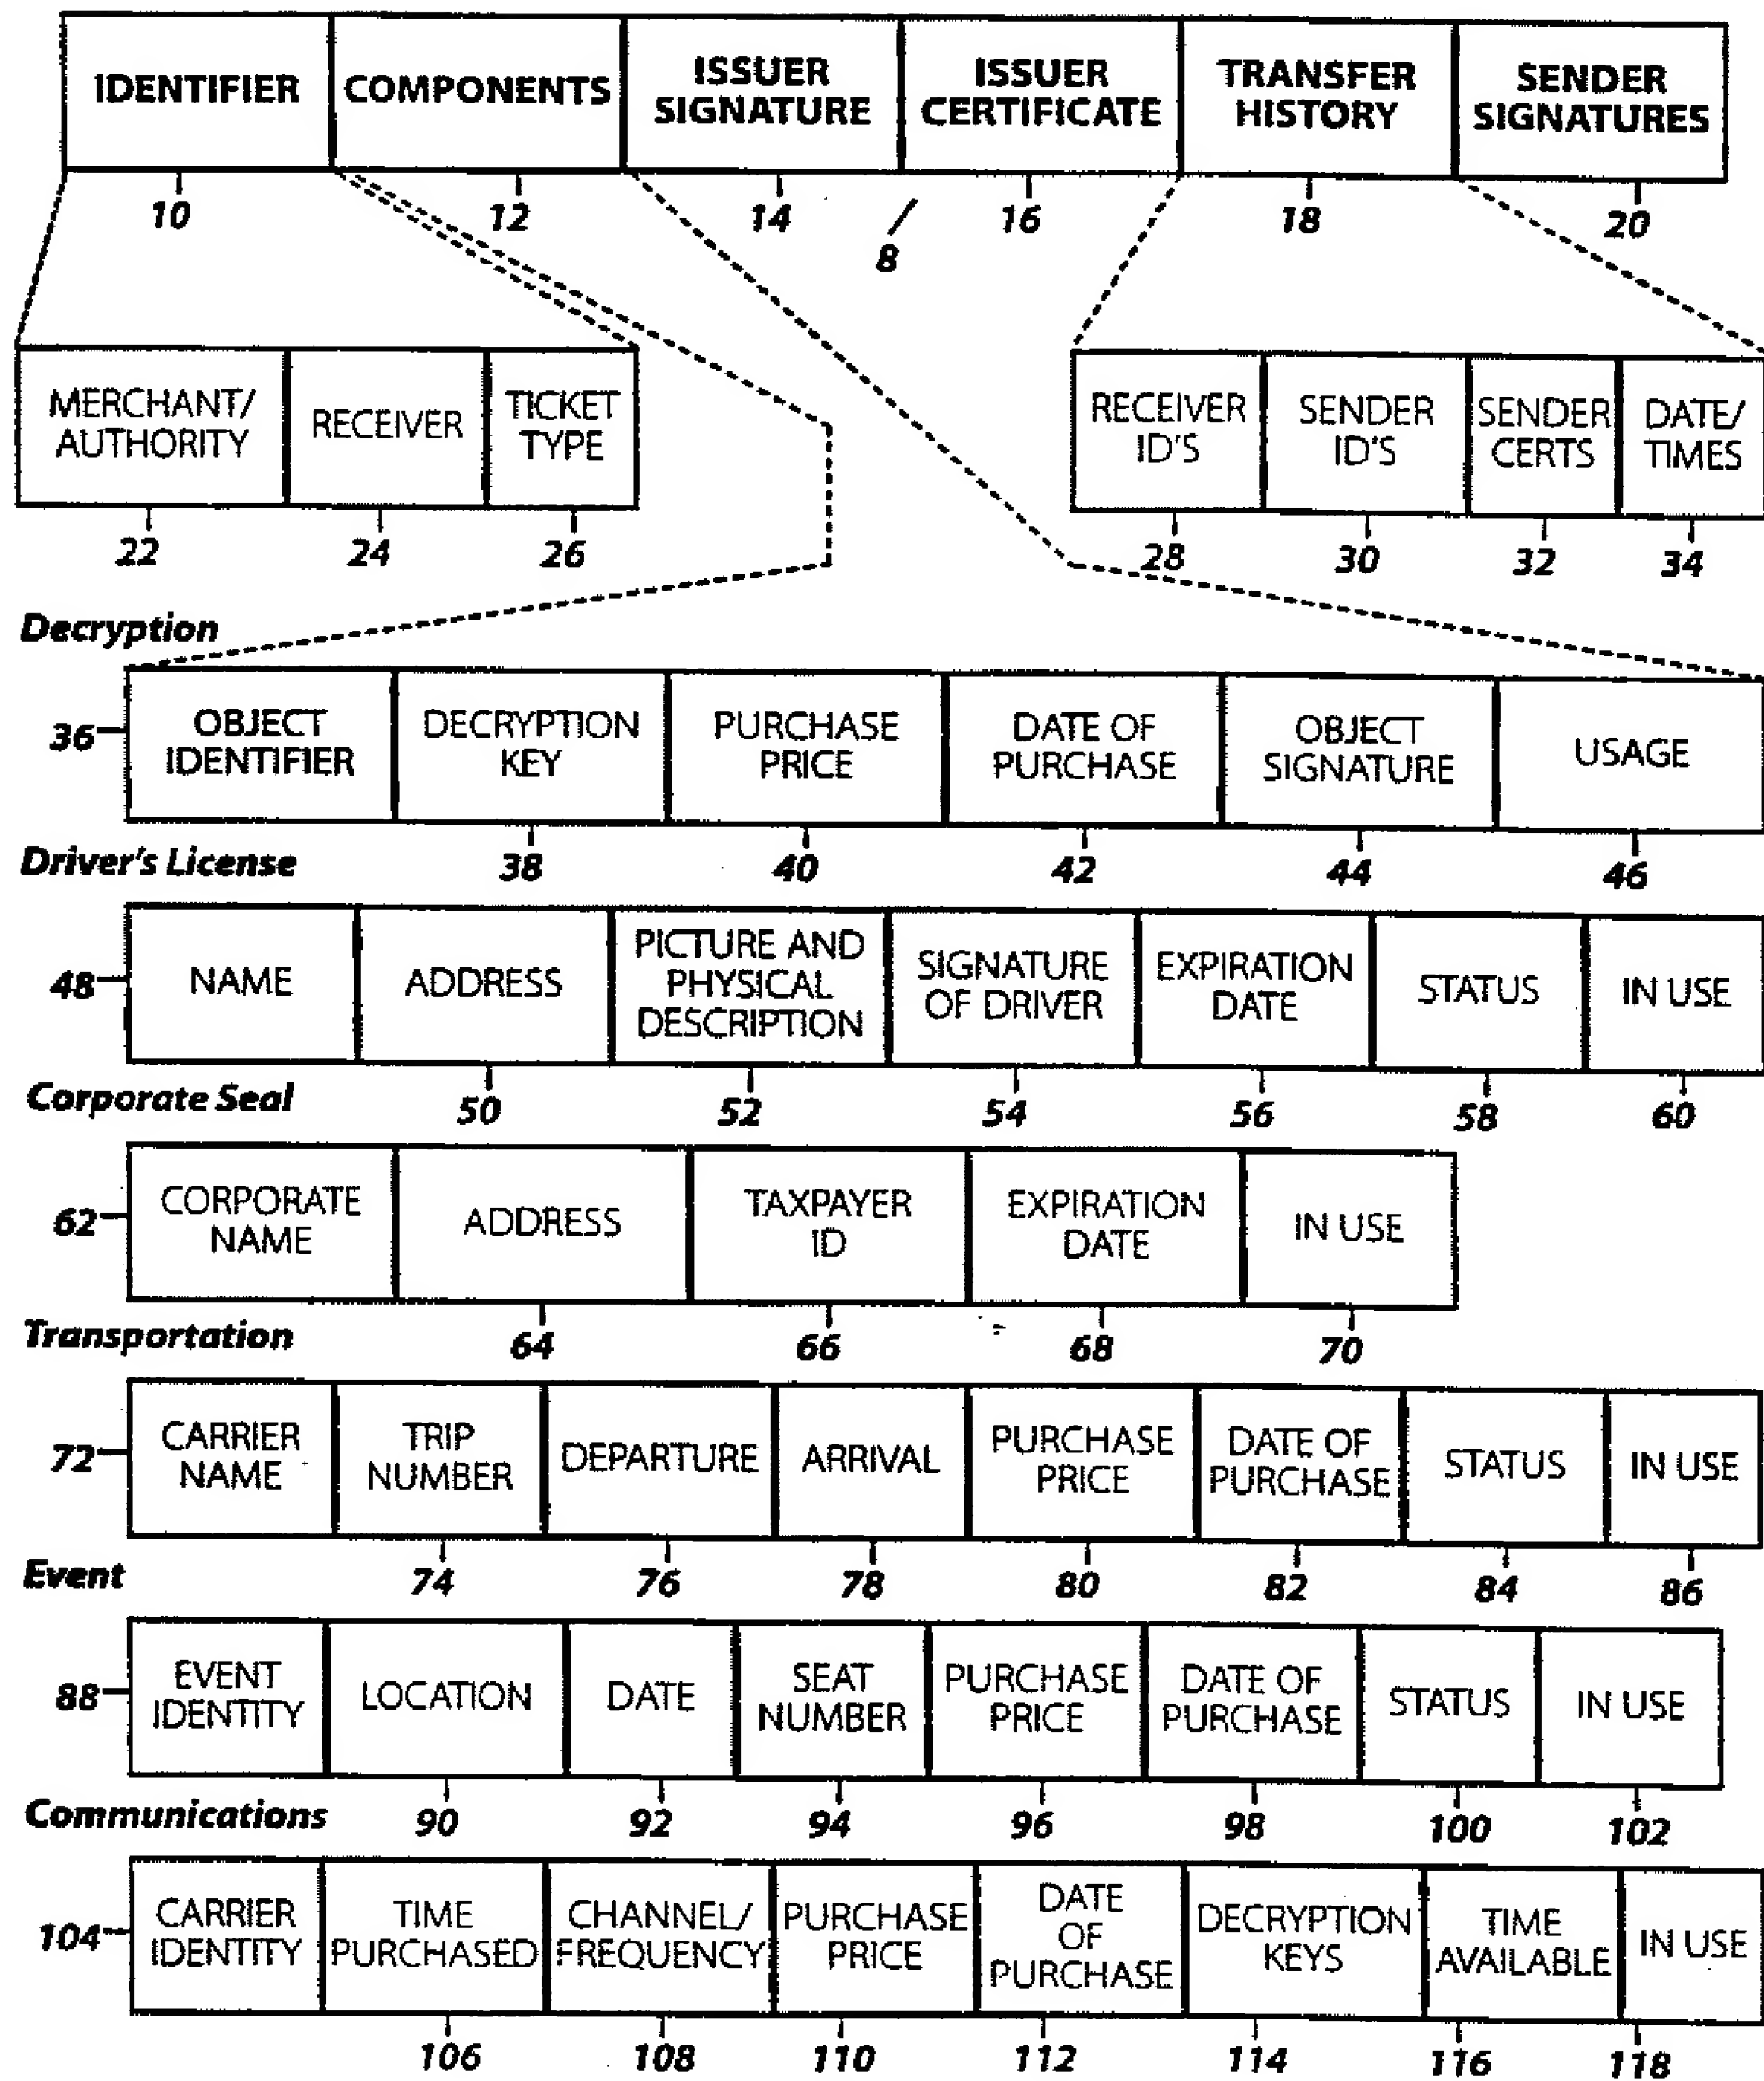 IDENTIFIER
COMPONENTS
ISSUER
SIGNATURE
ISSUER
CERTIFICATE
TRANSFER
HISTORY
SENDER
SIGNATURES
10
12
14
8
16
18
20
MERCHANT/
AUTHORITY
RECEIVER
TICKET
TYPE
RECEIVER
ID'S
SENDER
ID'S
SENDER
CERTS
DATE/
TIMES
22
24
26
28
30
32
34
Decryption
36
OBJECT
IDENTIFIER
DECRYPTION
KEY
PURCHASE
PRICE
DATE OF
PURCHASE
OBJECT
SIGNATURE
USAGE
38
40
42
44
46
Driver's License
48
NAME
ADDRESS
PICTURE AND
PHYSICAL
DESCRIPTION
SIGNATURE
OF DRIVER
EXPIRATION
DATE
STATUS
IN USE
50
52
54
56
58
60
Corporate Seal
62
CORPORATE
NAME
ADDRESS
TAXPAYER
ID
EXPIRATION
DATE
IN USE
64
66
68
70
Transportation
72
CARRIER
NAME
TRIP
NUMBER
DEPARTURE
ARRIVAL
PURCHASE
PRICE
DATE OF
PURCHASE
STATUS
IN USE
74
76
78
80
82
84
86
Event
88
EVENT
IDENTITY
LOCATION
DATE
SEAT
NUMBER
PURCHASE
PRICE
DATE OF
PURCHASE
STATUS
IN USE
90
92
94
96
98
100
102
Communications
104
CARRIER
IDENTITY
TIME
PURCHASED
CHANNEL/
FREQUENCY
PURCHASE
PRICE
DATE
OF
PURCHASE
DECRYPTION
KEYS
TIME
AVAILABLE
IN USE
106
108
110
112
114
116
118